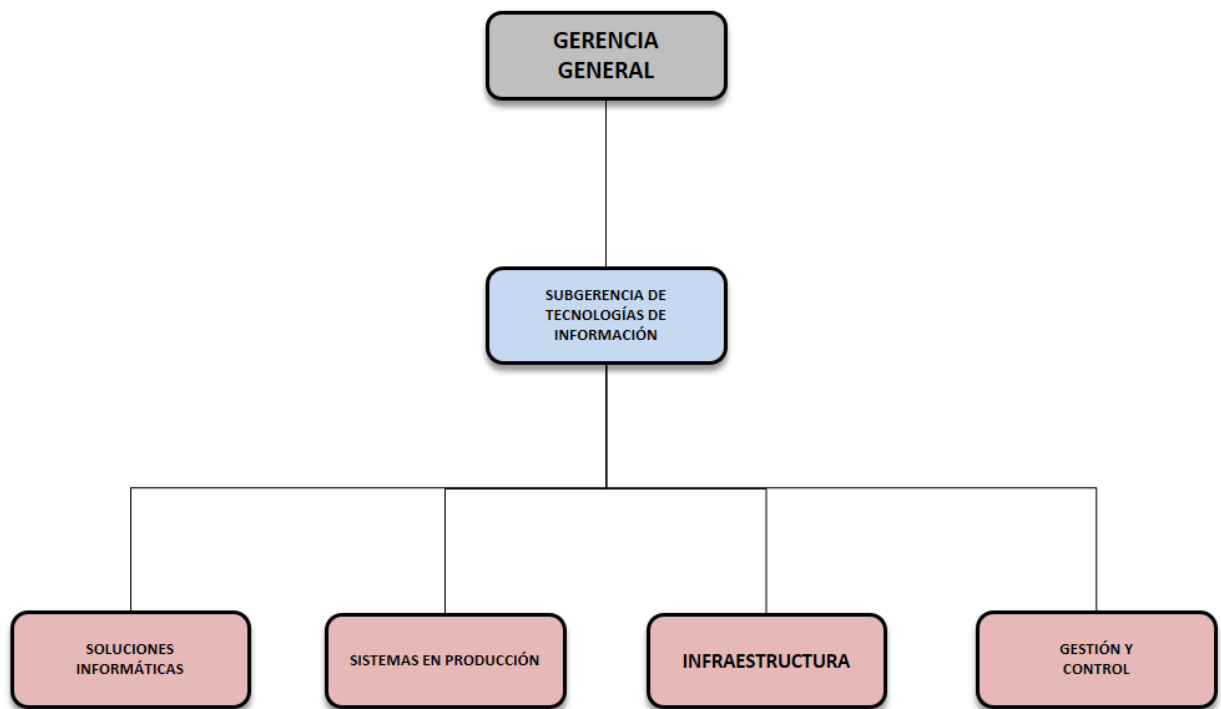 GERENCIA
GENERAL
SUBGERENCIA DE
TECNOLOGÍAS DE
INFORMACIÓN
SOLUCIONES
INFORMÁTICAS
SISTEMAS EN PRODUCCIÓN
INFRAESTRUCTURA
GESTIÓN Y
CONTROL